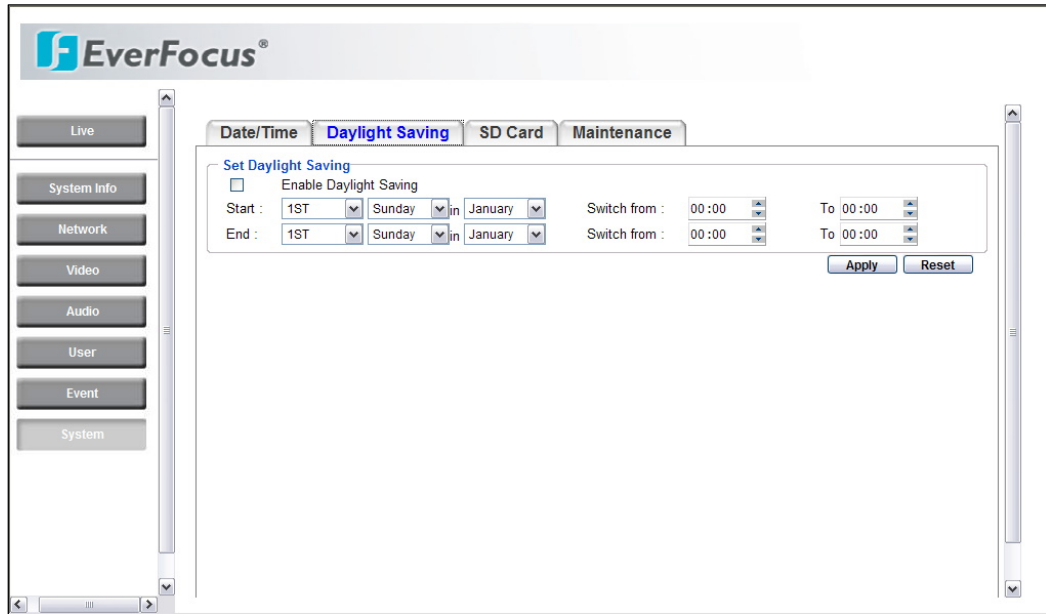 EverFocus®
Live
System Info
Network
Video
Audio
User
Event
System
Date/Time Daylight Saving SD Card Maintenance
Set Daylight Saving
Enable Daylight Saving
Start : 1ST Sunday in January Switch from : 00:00 To 00:00
End : 1ST Sunday in January Switch from : 00:00 To 00:00
Apply Reset